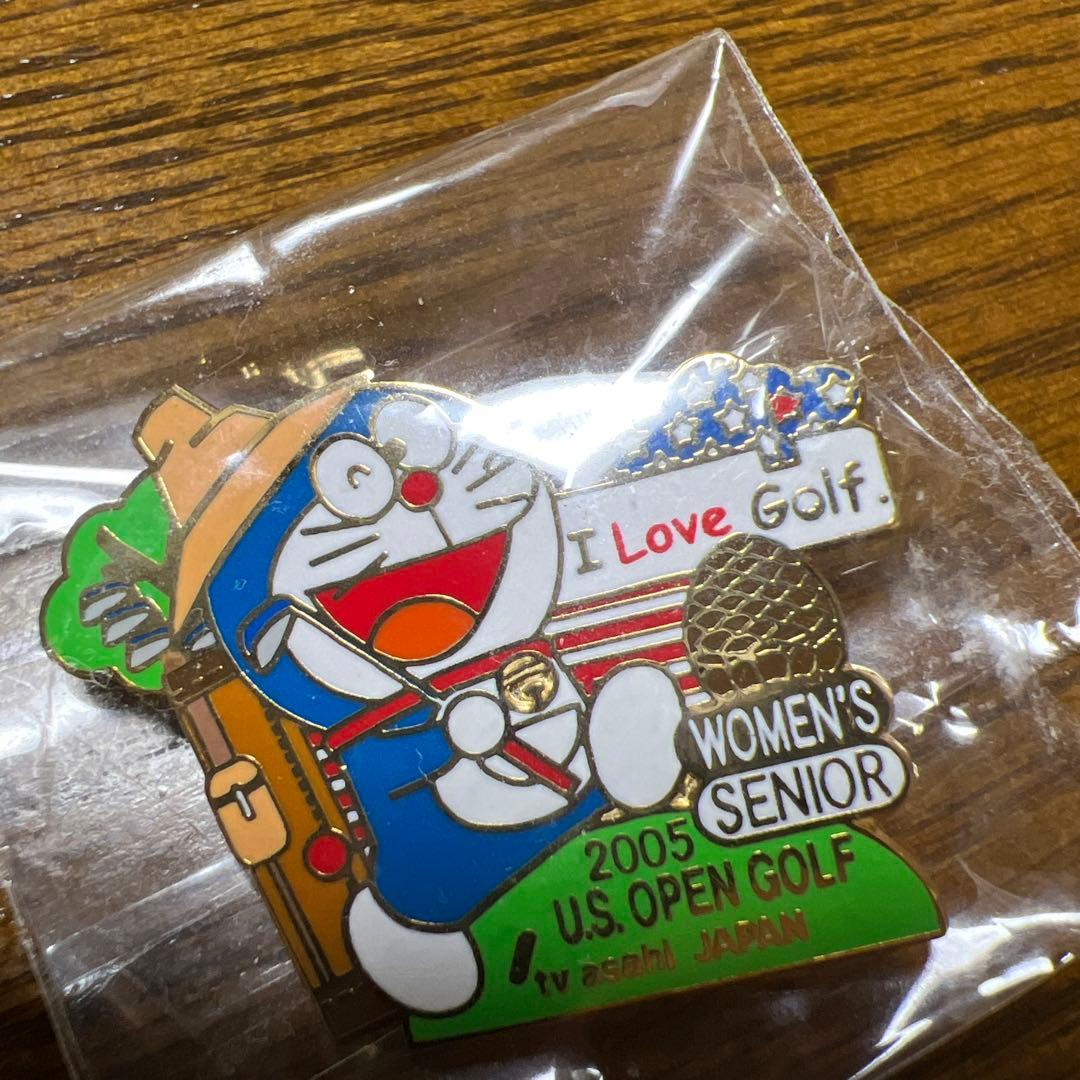 I Love Golf.
WOMEN'S
SENIOR
2005
U.S. OPEN GOLF
tv asahi JAPAN